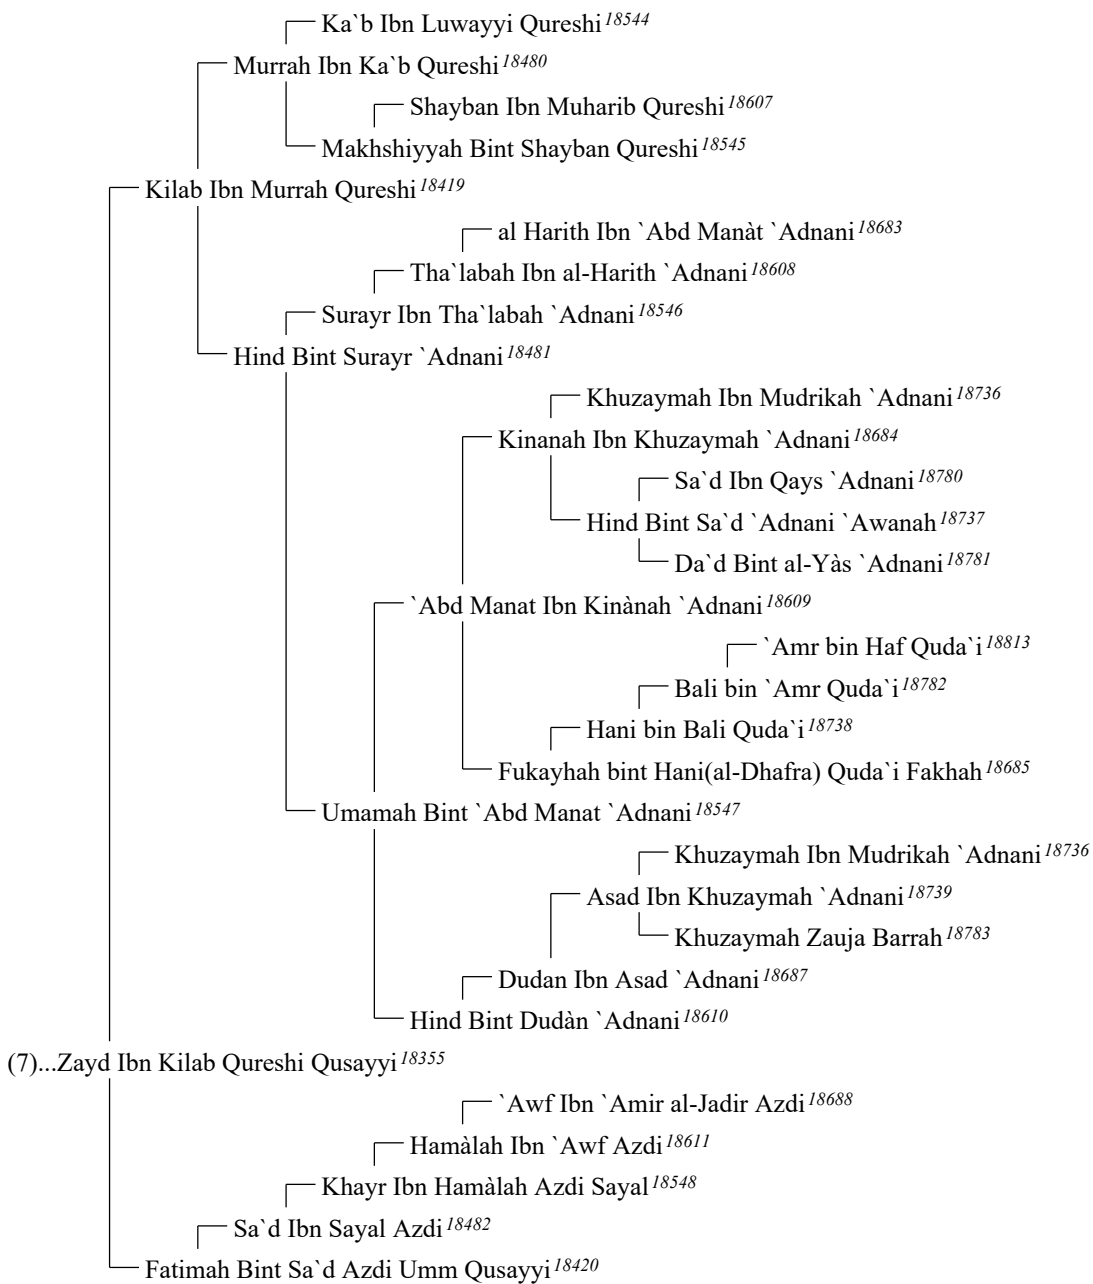 Ka`b Ibn Luwayyi Qureshi 18544
Murrah Ibn Ka`b Qureshi 18480
Shayban Ibn Muharib Qureshi 18607
Makhshiyyah Bint Shayban Qureshi 18545
Kilab Ibn Murrah Qureshi 18419
al Harith Ibn `Abd Manàt `Adnani 18683
Tha`labah Ibn al-Harith `Adnani 18608
Surayr Ibn Tha`labah `Adnani 18546
Hind Bint Surayr `Adnani 18481
Khuzaymah Ibn Mudrikah `Adnani 18736
Kinanah Ibn Khuzaymah `Adnani 18684
Sa`d Ibn Qays `Adnani 18780
Hind Bint Sa`d `Adnani `Awanah 18737
Da`d Bint al-Yàs `Adnani 18781
`Abd Manat Ibn Kinànah `Adnani 18609
`Amr bin Haf Quda`i 18813
Bali bin `Amr Quda`i 18782
Hani bin Bali Quda`i 18738
Fukayhah bint Hani(al-Dhafra) Quda`i Fakhah 18685
Umamah Bint `Abd Manat `Adnani 18547
Khuzaymah Ibn Mudrikah `Adnani 18736
Asad Ibn Khuzaymah `Adnani 18739
Khuzaymah Zauja Barrah 18783
Dudan Ibn Asad `Adnani 18687
Hind Bint Dudàn `Adnani 18610
(7)...Zayd Ibn Kilab Qureshi Qusayyi 18355
`Awf Ibn `Amir al-Jadir Azdi 18688
Hamàlah Ibn `Awf Azdi 18611
Khayr Ibn Hamàlah Azdi Sayal 18548
Sa`d Ibn Sayal Azdi 18482
Fatimah Bint Sa`d Azdi Umm Qusayyi 18420